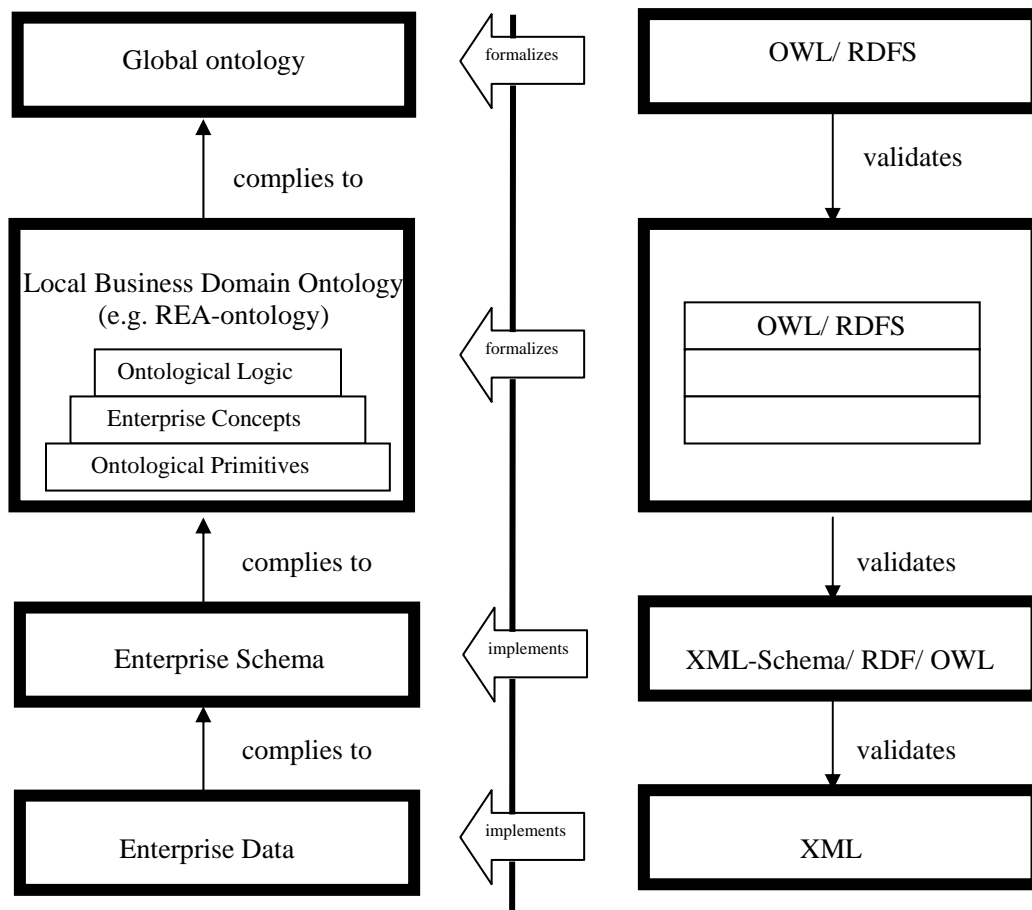 Global ontology
formalizes
OWL/ RDFS
complies to
validates
Local Business Domain Ontology
(e.g. REA-ontology)
Ontological Logic
Enterprise Concepts
Ontological Primitives
formalizes
OWL/ RDFS
complies to
validates
Enterprise Schema
implements
XML-Schema/ RDF/ OWL
complies to
validates
Enterprise Data
implements
XML